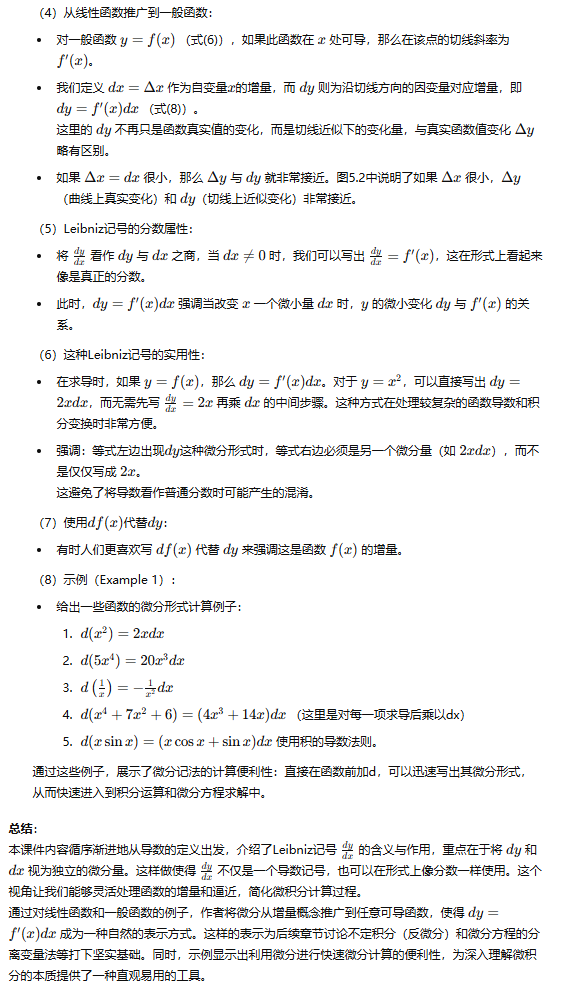 （4）从线性函数推广到一般函数：
• 对一般函数 y = f(x) （式(6)），如果此函数在 x 处可导，那么在该点的切线斜率为
f′(x)。
• 我们定义 dx = Δx 作为自变量x的增量，而 dy 则为沿切线方向的因变量对应增量，即
dy = f′(x)dx （式(8)）。
这里的 dy 不再只是函数真实值的变化，而是切线近似下的变化量，与真实函数值变化 Δy
略有区别。
• 如果 Δx = dx 很小，那么 Δy 与 dy 就非常接近。图5.2中说明了如果 Δx 很小，Δy
（曲线上真实变化）和 dy（切线上近似变化）非常接近。
（5）Leibniz记号的分数属性：
• 将 dy/dx 看作 dy 与 dx 之商，当 dx ≠ 0 时，我们可以写出 dy/dx = f′(x)，这在形式上看起来
像是真正的分数。
• 此时，dy = f′(x)dx 强调当改变 x 一个微小量 dx 时，y 的微小变化 dy 与 f′(x) 的关
系。
（6）这种Leibniz记号的实用性：
• 在求导时，如果 y = f(x)，那么 dy = f′(x)dx。对于 y = x²，可以直接写出 dy =
2xdx，而无需先写 dy/dx = 2x 再乘 dx 的中间步骤。这种方式在处理较复杂的函数导数和积
分变换时非常方便。
• 强调：等式左边出现dy这种微分形式时，等式右边必须是另一个微分量（如 2xdx），而不
是仅仅写成 2x。
这避免了将导数看作普通分数时可能产生的混淆。
（7）使用df(x)代替dy：
• 有时人们更喜欢写 df(x) 代替 dy 来强调这是函数 f(x) 的增量。
（8）示例（Example 1）：
• 给出一些函数的微分形式计算例子：
1. d(x²) = 2xdx
2. d(5x⁴) = 20x³dx
3. d(1/x) = −1/x² dx
4. d(x⁴ + 7x² + 6) = (4x³ + 14x)dx （这里是对每一项求导后乘以dx）
5. d(x sin x) = (x cos x + sin x)dx 使用积的导数法则。
通过这些例子，展示了微分记法的计算便利性：直接在函数前加d，可以迅速写出其微分形式，
从而快速进入到积分运算和微分方程求解中。
总结：
本课件内容循序渐进地从导数的定义出发，介绍了Leibniz记号 dy/dx 的含义与作用，重点在于将 dy 和
dx 视为独立的微分量。这样做使得 dy/dx 不仅是一个导数记号，也可以在形式上像分数一样使用。这个
视角让我们能够灵活处理函数的增量和逼近，简化微积分计算过程。
通过对线性函数和一般函数的例子，作者将微分从增量概念推广到任意可导函数，使得 dy =
f′(x)dx 成为一种自然的表示方式。这样的表示为后续章节讨论不定积分（反微分）和微分方程的分
离变量法等打下坚实基础。同时，示例显示出利用微分进行快速微分计算的便利性，为深入理解微积
分的本质提供了一种直观易用的工具。